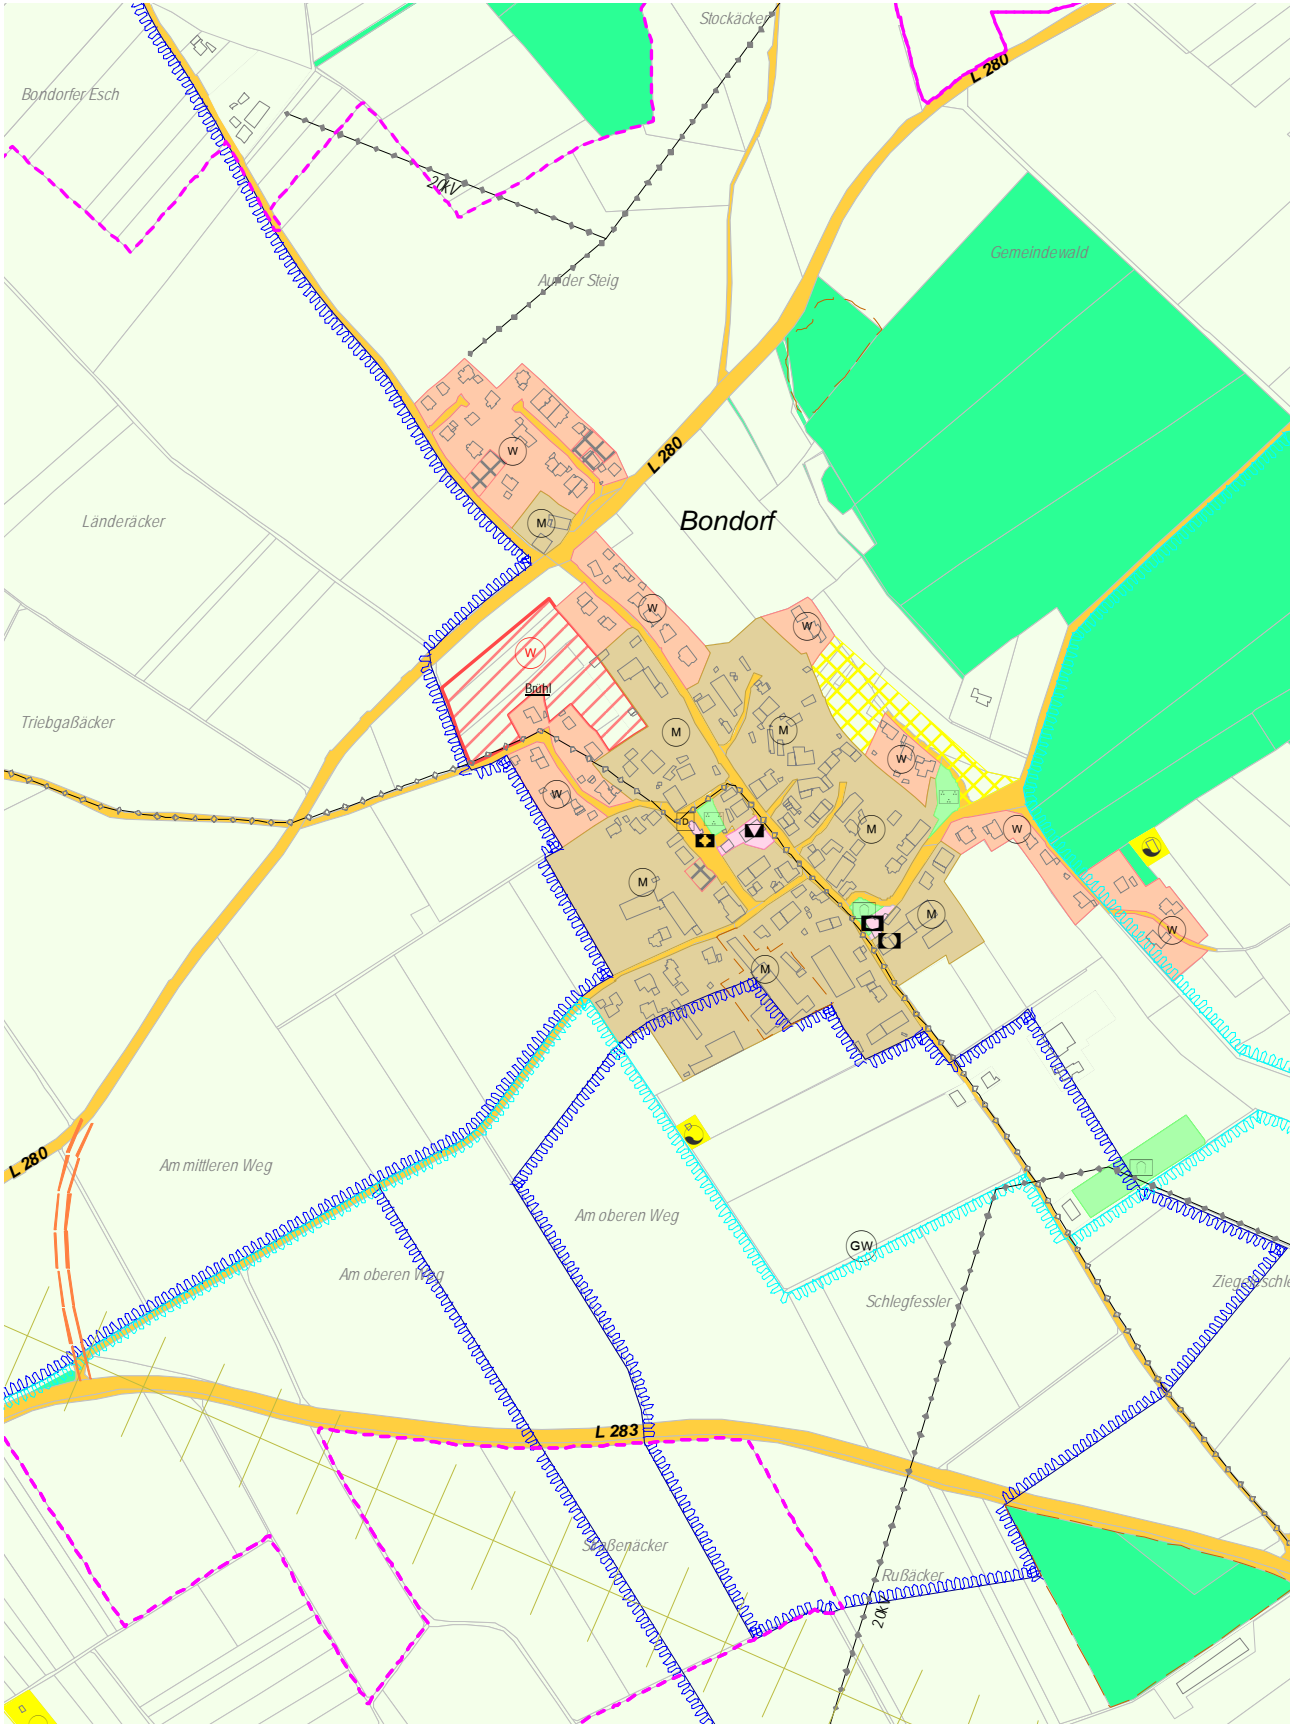 Stockäcker
L 280
Bondorfer Esch
20kV
Gemeindewald
Auf der Steig
W
L 280
Länderäcker
M
Bondorf
W
W
W
Brühl
Triebgaßäcker
M
M
W
W
D
M
W
M
M
W
M
L 280
Am mittleren Weg
Am oberen Weg
GW
Am oberen Weg
Schlegfessler
L 283
Rußäcker
20kV